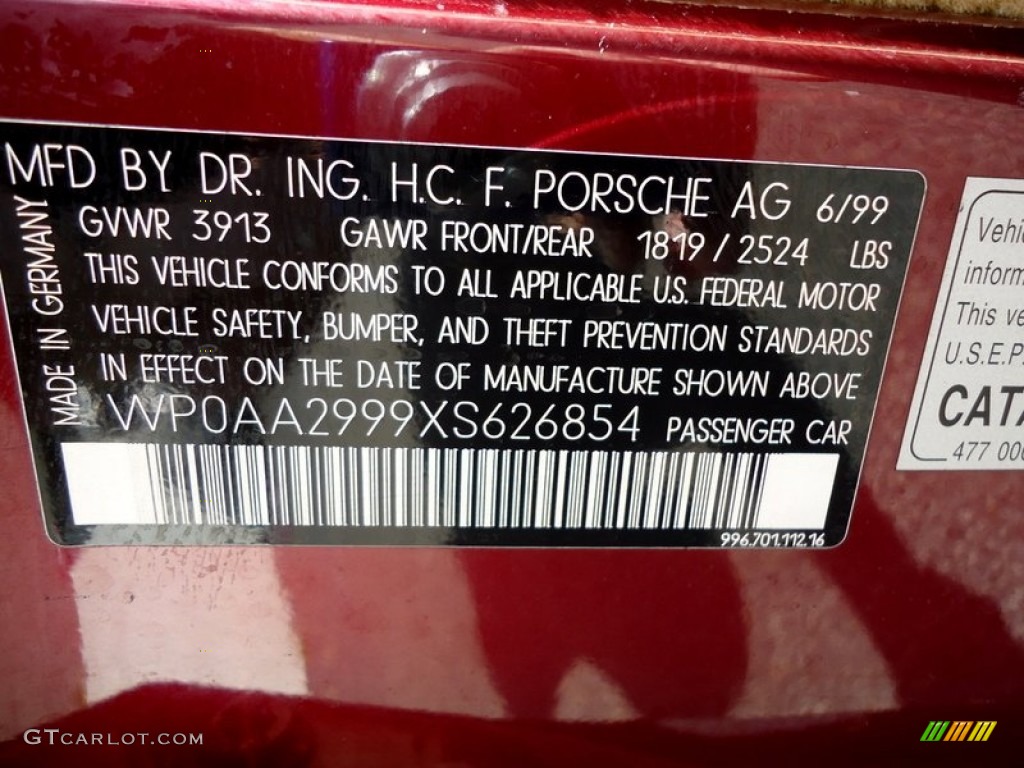 MFD BY DR. ING. H.C. F. PORSCHE AG 6/99
GVWR 3913 GAWR FRONT/REAR 1819 / 2524 LBS
THIS VEHICLE CONFORMS TO ALL APPLICABLE U.S. FEDERAL MOTOR
VEHICLE SAFETY, BUMPER, AND THEFT PREVENTION STANDARDS
IN EFFECT ON THE DATE OF MANUFACTURE SHOWN ABOVE
WP0AA2999XS626854 PASSENGER CAR
996.701.112.16
MADE IN GERMANY
Vehic
inform
This ve
U.S.E.P
CATA
477 000
GTCARLOT.COM